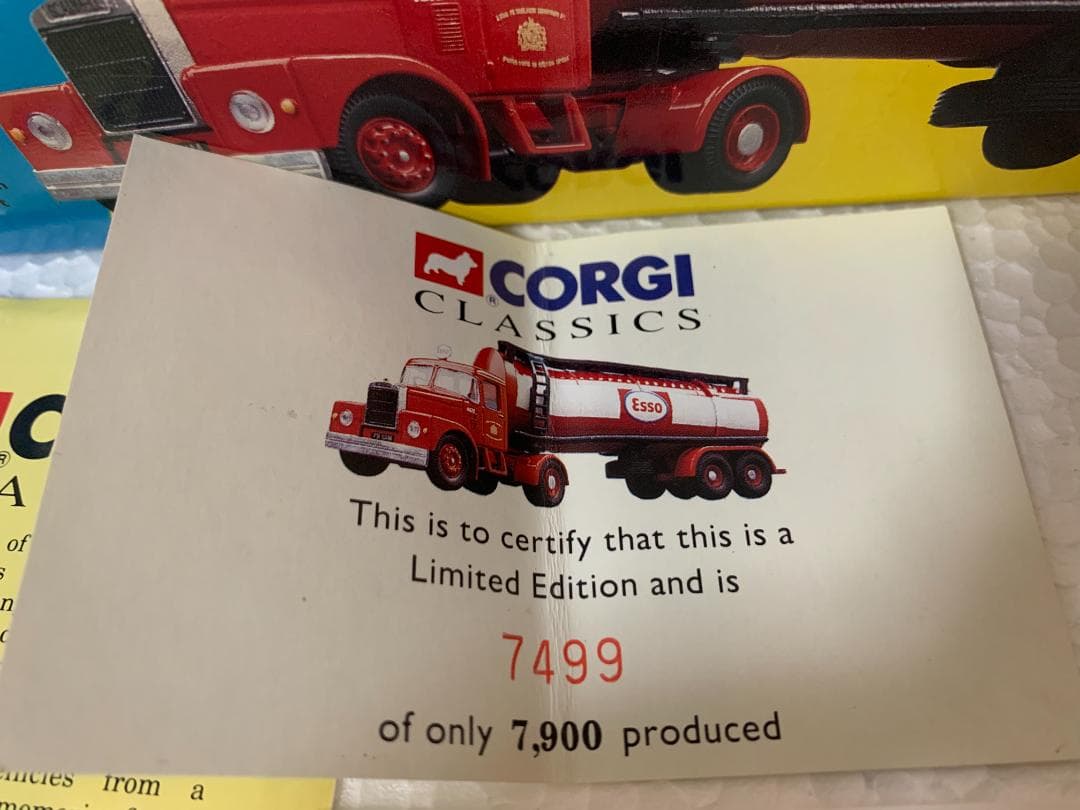 CORGI
®
CLASSICS
Esso
This is to certify that this is a
Limited Edition and is
7499
of only 7,900 produced
C
®
A
of
from a